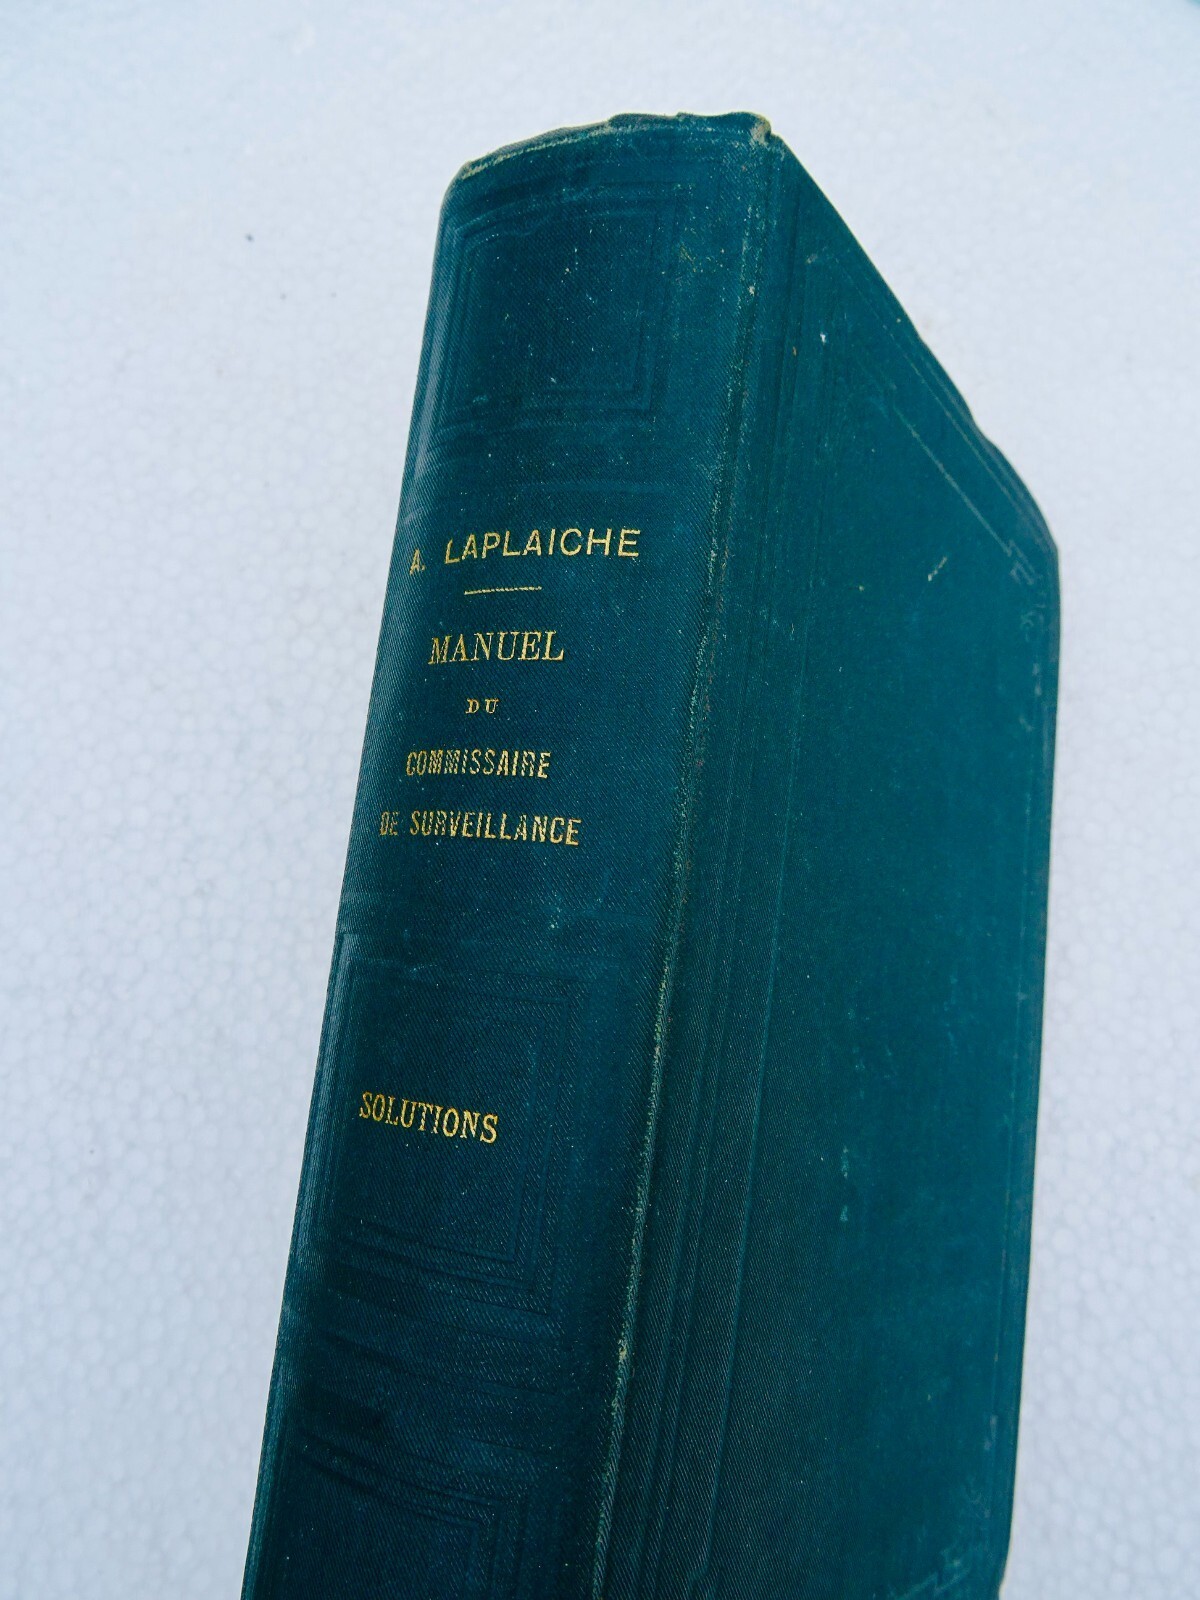 A. LAPLAICHE
MANUEL
DU
COMMISSAIRE
DE SURVEILLANCE
SOLUTIONS